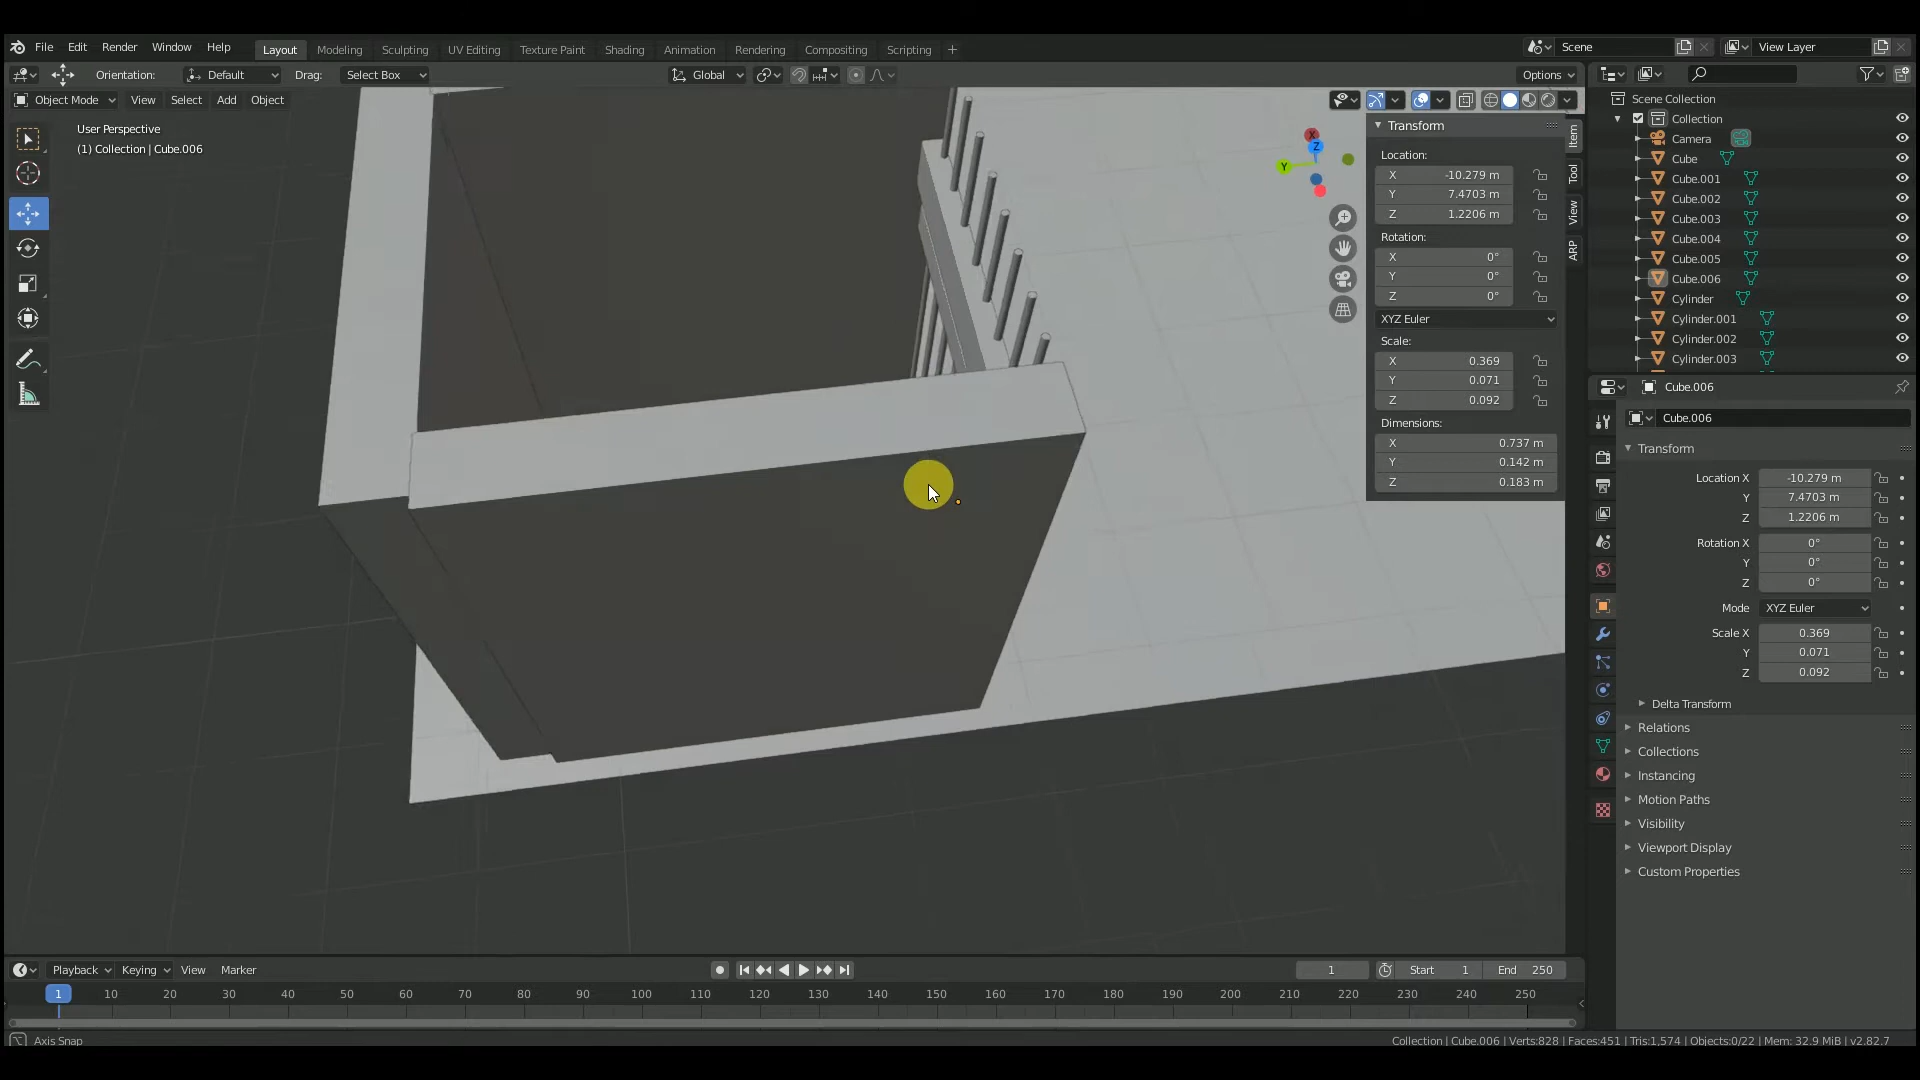 File Edit Render Window Help Layout Modeling Sculpting UV Editing Texture Paint Shading Animation Rendering Compositing Scripting + Scene View Layer
Orientation: Default Drag: Select Box Global Options
Object Mode View Select Add Object
User Perspective
(1) Collection | Cube.006
X
Y
Z
Transform
Location:
X -10.279 m
Y 7.4703 m
Z 1.2206 m
Rotation:
X 0°
Y 0°
Z 0°
XYZ Euler
Scale:
X 0.369
Y 0.071
Z 0.092
Dimensions:
X 0.737 m
Y 0.142 m
Z 0.183 m
Item
Tool
View
ARP
Scene Collection
Collection
Camera
Cube
Cube.001
Cube.002
Cube.003
Cube.004
Cube.005
Cube.006
Cylinder
Cylinder.001
Cylinder.002
Cylinder.003
Cube.006
Cube.006
Transform
Location X -10.279 m
Y 7.4703 m
Z 1.2206 m
Rotation X 0°
Y 0°
Z 0°
Mode XYZ Euler
Scale X 0.369
Y 0.071
Z 0.092
Delta Transform
Relations
Collections
Instancing
Motion Paths
Visibility
Viewport Display
Custom Properties
Playback Keying View Marker 1 Start 1 End 250
1 10 20 30 40 50 60 70 80 90 100 110 120 130 140 150 160 170 180 190 200 210 220 230 240 250
Axis Snap
Collection | Cube.006 | Verts:828 | Faces:451 | Tris:1,574 | Objects:0/22 | Mem: 32.9 MiB | v2.82.7